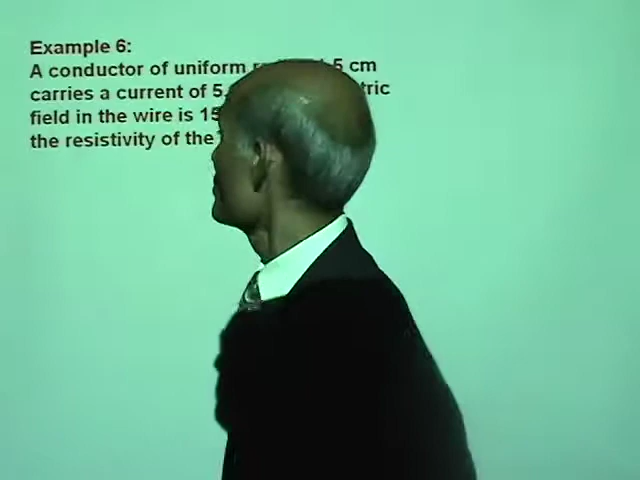 Example 6:
A conductor of uniform 5 cm
carries a current of 5
field in the wire is 15
the resistivity of the